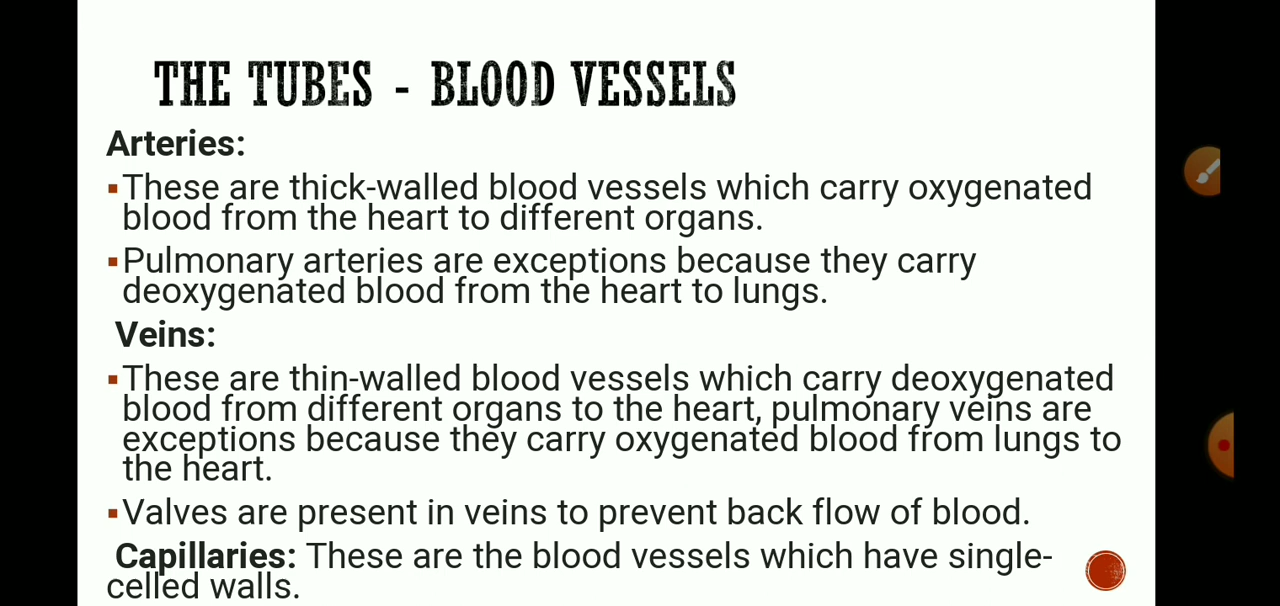 THE TUBES - BLOOD VESSELS
Arteries:
▪These are thick-walled blood vessels which carry oxygenated
blood from the heart to different organs.
▪Pulmonary arteries are exceptions because they carry
deoxygenated blood from the heart to lungs.
Veins:
▪These are thin-walled blood vessels which carry deoxygenated
blood from different organs to the heart, pulmonary veins are
exceptions because they carry oxygenated blood from lungs to
the heart.
▪Valves are present in veins to prevent back flow of blood.
Capillaries: These are the blood vessels which have single-
celled walls.